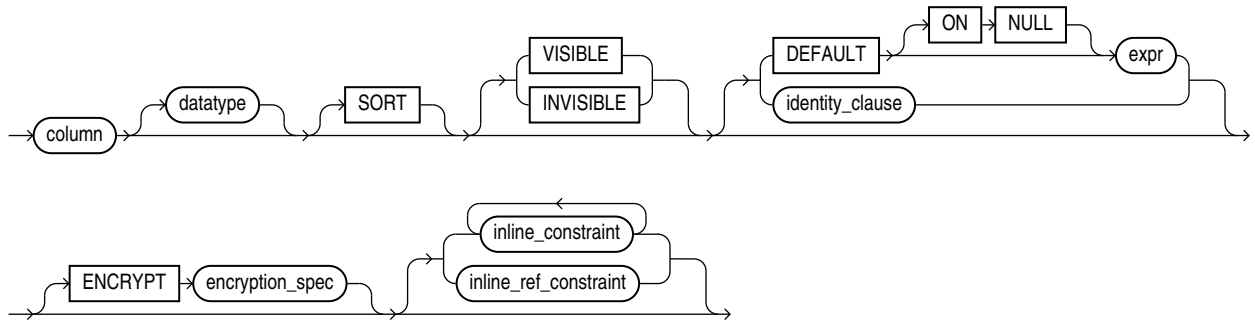 ON NULL
VISIBLE DEFAULT expr
datatype SORT INVISIBLE identity_clause
column
inline_constraint
ENCRYPT encryption_spec inline_ref_constraint